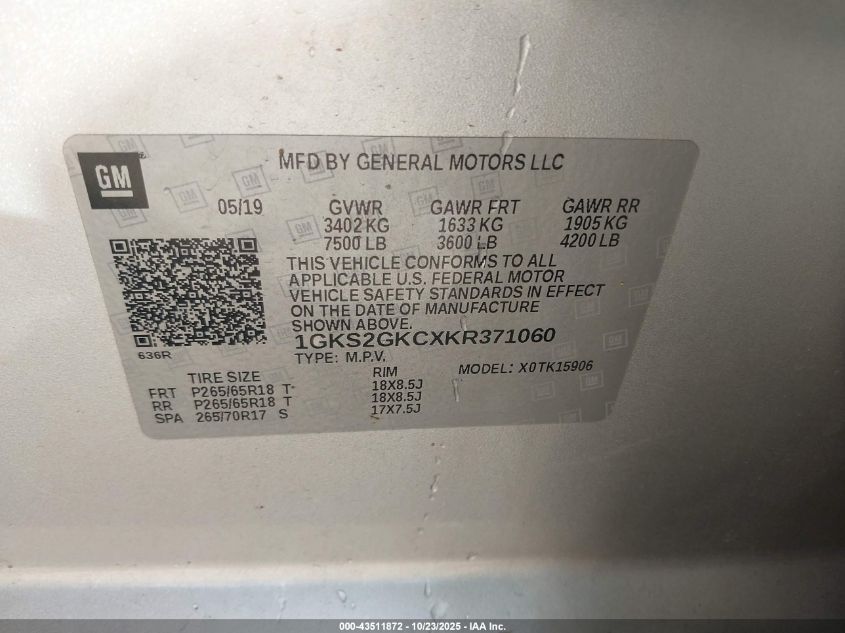 GM
MFD BY GENERAL MOTORS LLC
05/19 GVWR GAWR FRT GAWR RR
3402 KG 1633 KG 1905 KG
7500 LB 3600 LB 4200 LB
THIS VEHICLE CONFORMS TO ALL
APPLICABLE U.S. FEDERAL MOTOR
VEHICLE SAFETY STANDARDS IN EFFECT
ON THE DATE OF MANUFACTURE
SHOWN ABOVE.
1GKS2GKCXKR371060
636R
TYPE: M.P.V. MODEL: X0TK15906
TIRE SIZE RIM
FRT P265/65R18 T 18X8.5J
RR P265/65R18 T 18X8.5J
SPA 265/70R17 S 17X7.5J
000-43511872 - 10/23/2025 - IAA Inc.